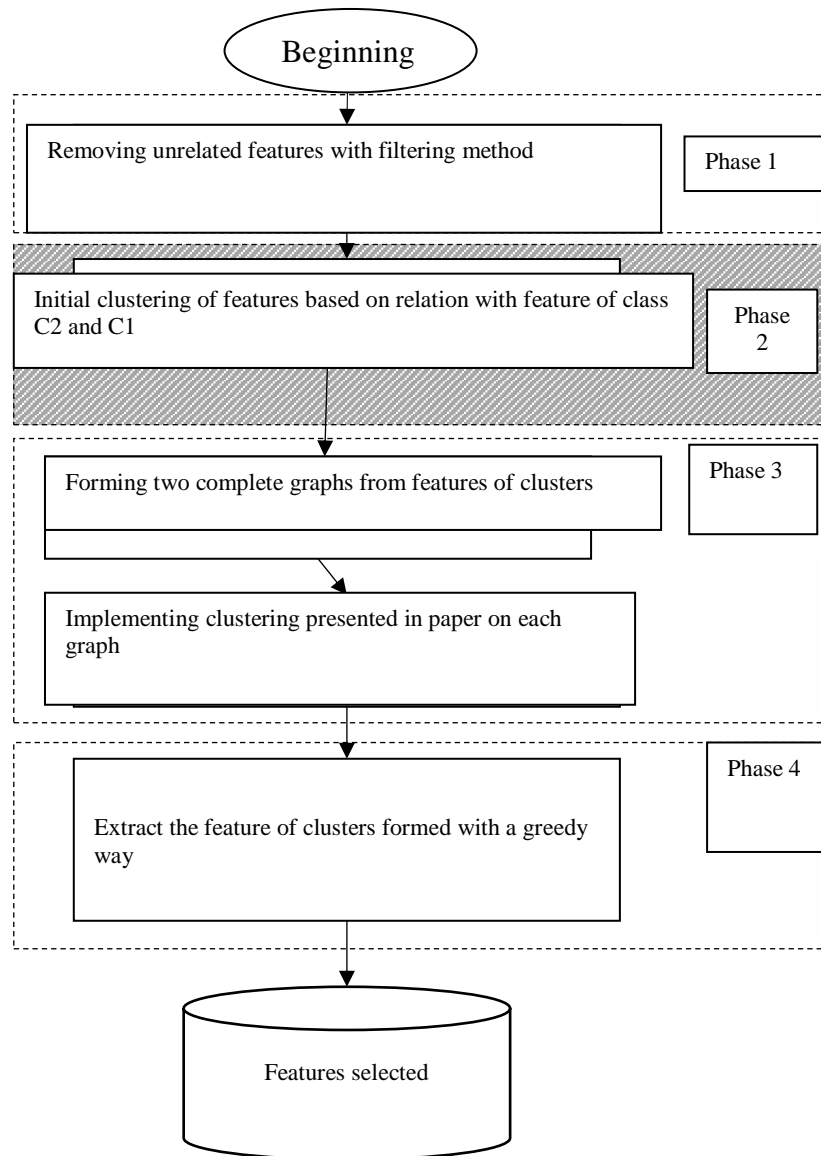 Beginning
Removing unrelated features with filtering method
Phase 1
Initial clustering of features based on relation with feature of class
C2 and C1
Phase
2
Forming two complete graphs from features of clusters
Phase 3
Implementing clustering presented in paper on each
graph
Phase 4
Extract the feature of clusters formed with a greedy
way
Features selected